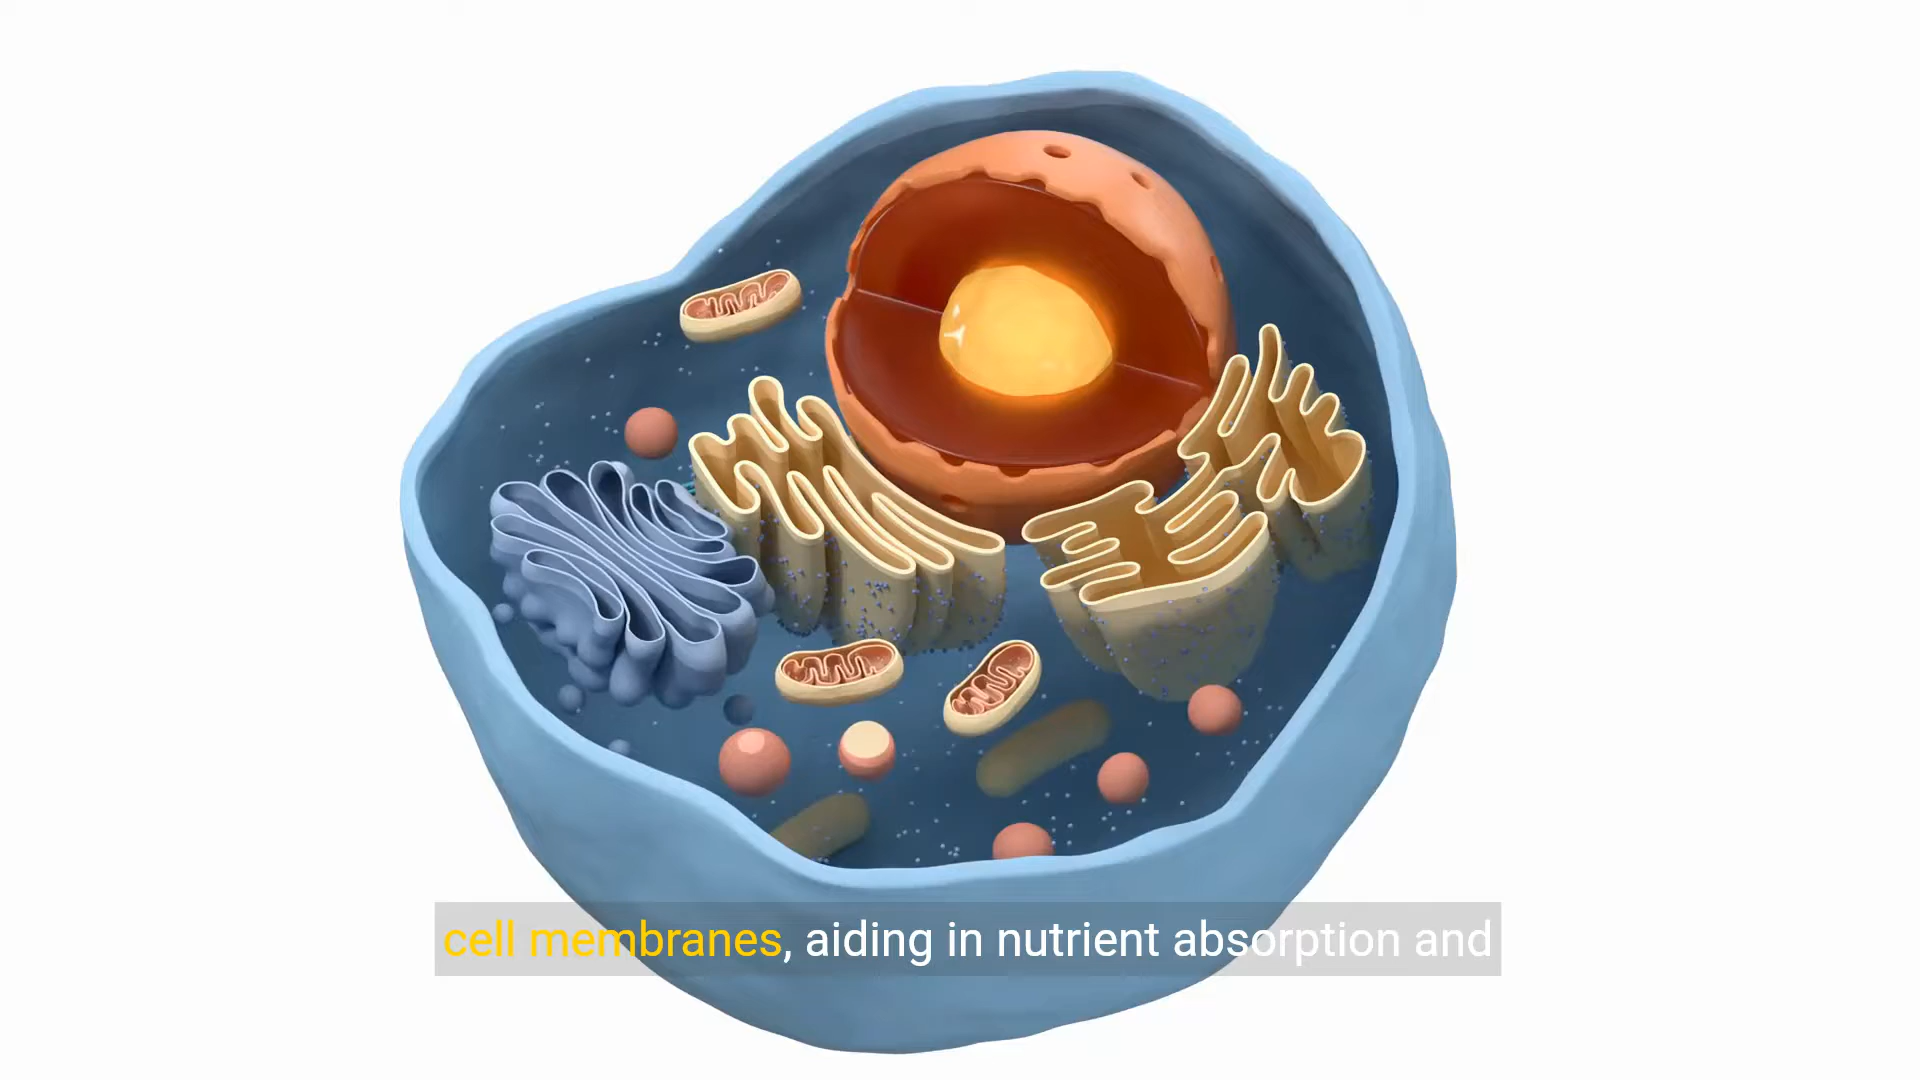 cell membranes, aiding in nutrient absorption and